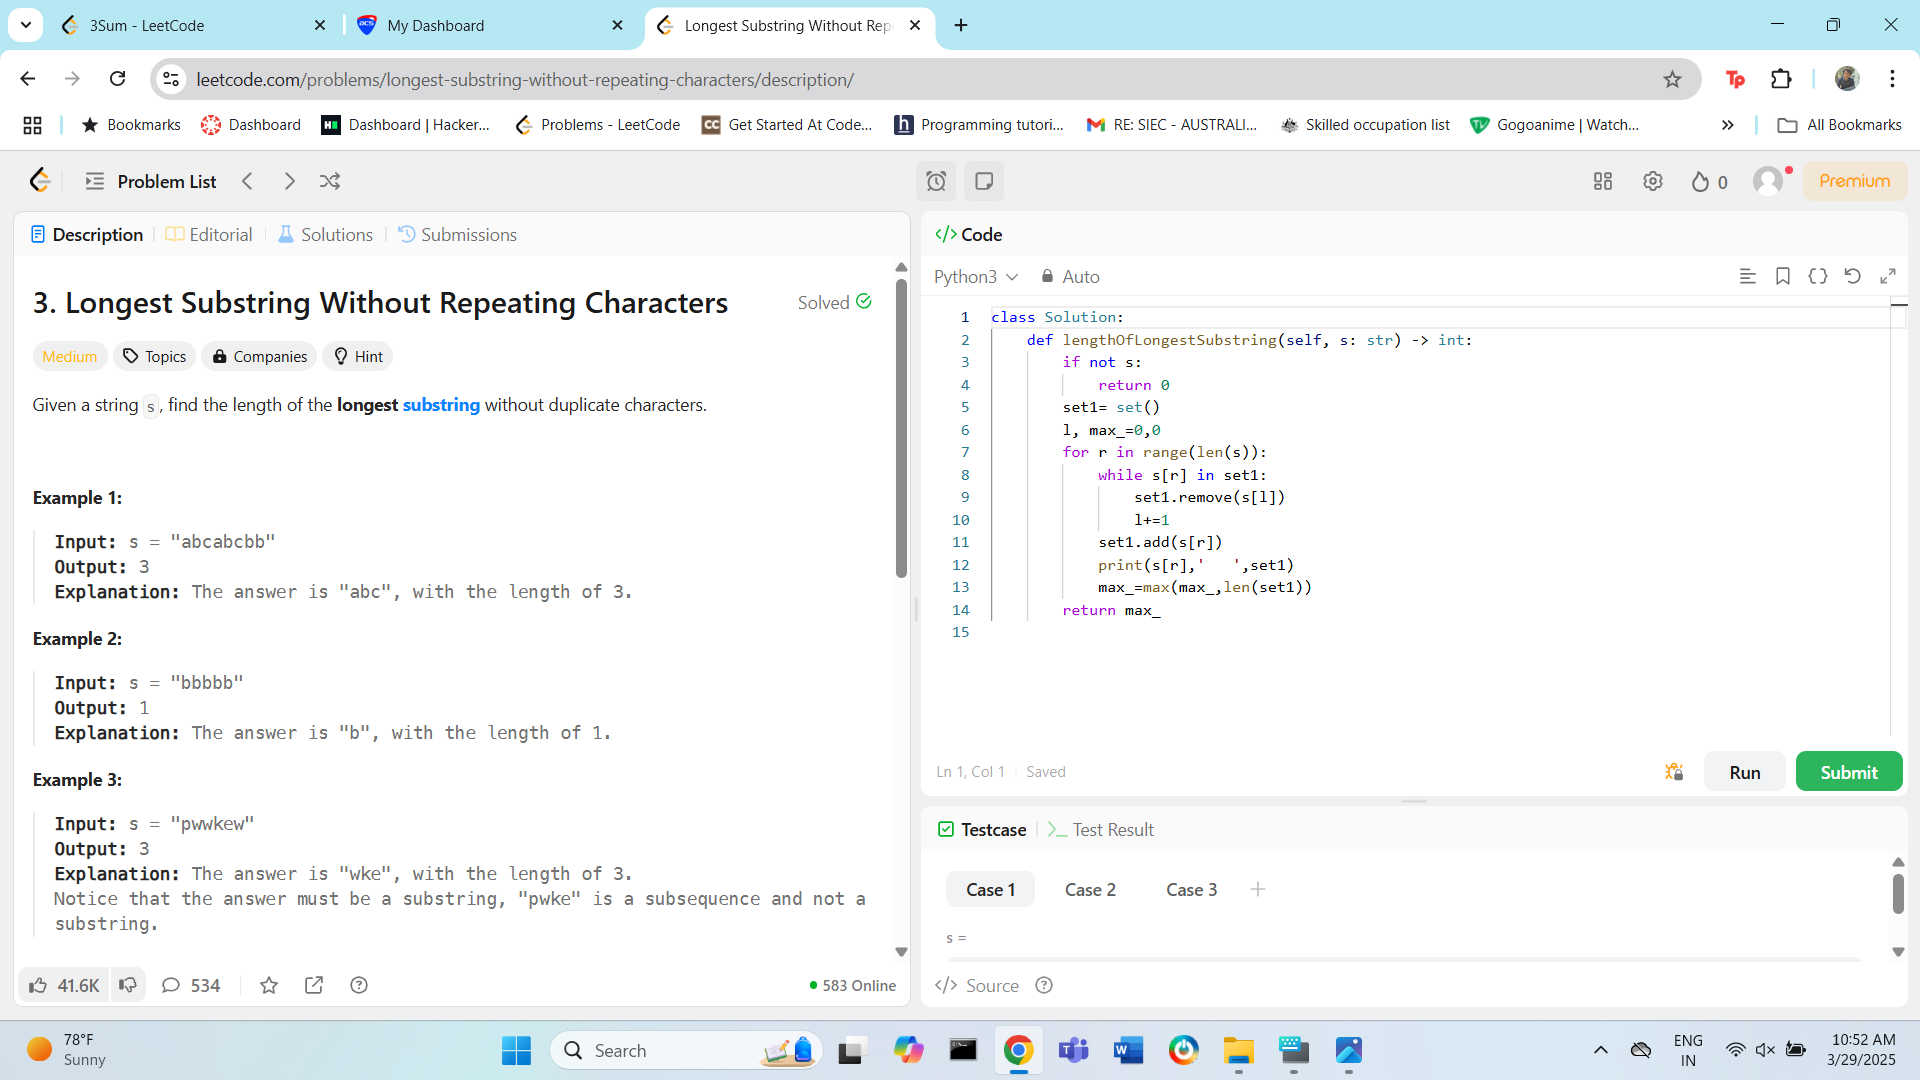 3Sum - LeetCode
My Dashboard
Longest Substring Without Rep
leetcode.com/problems/longest-substring-without-repeating-characters/description/
Bookmarks
Dashboard
Dashboard | Hacker...
Problems - LeetCode
Get Started At Code...
Programming tutori...
RE: SIEC - AUSTRALI...
Skilled occupation list
Gogoanime | Watch...
All Bookmarks
Problem List
0
Premium
Description
Editorial
Solutions
Submissions
3. Longest Substring Without Repeating Characters
Solved
Medium
Topics
Companies
Hint
Given a string s, find the length of the longest substring without duplicate characters.
Example 1:
Input: s = "abcabcbb"
Output: 3
Explanation: The answer is "abc", with the length of 3.
Example 2:
Input: s = "bbbbb"
Output: 1
Explanation: The answer is "b", with the length of 1.
Example 3:
Input: s = "pwwkew"
Output: 3
Explanation: The answer is "wke", with the length of 3.
Notice that the answer must be a substring, "pwke" is a subsequence and not a
substring.
41.6K
534
583 Online
</> Code
Python3
Auto
1 class Solution:
2     def lengthOfLongestSubstring(self, s: str) -> int:
3         if not s:
4             return 0
5         set1= set()
6         l, max_=0,0
7         for r in range(len(s)):
8             while s[r] in set1:
9                 set1.remove(s[l])
10                 l+=1
11             set1.add(s[r])
12             print(s[r],'   ',set1)
13             max_=max(max_,len(set1))
14         return max_
15
Ln 1, Col 1
Saved
Run
Submit
Testcase
Test Result
Case 1
Case 2
Case 3
s =
</> Source
78°F
Sunny
Search
ENG
IN
10:52 AM
3/29/2025